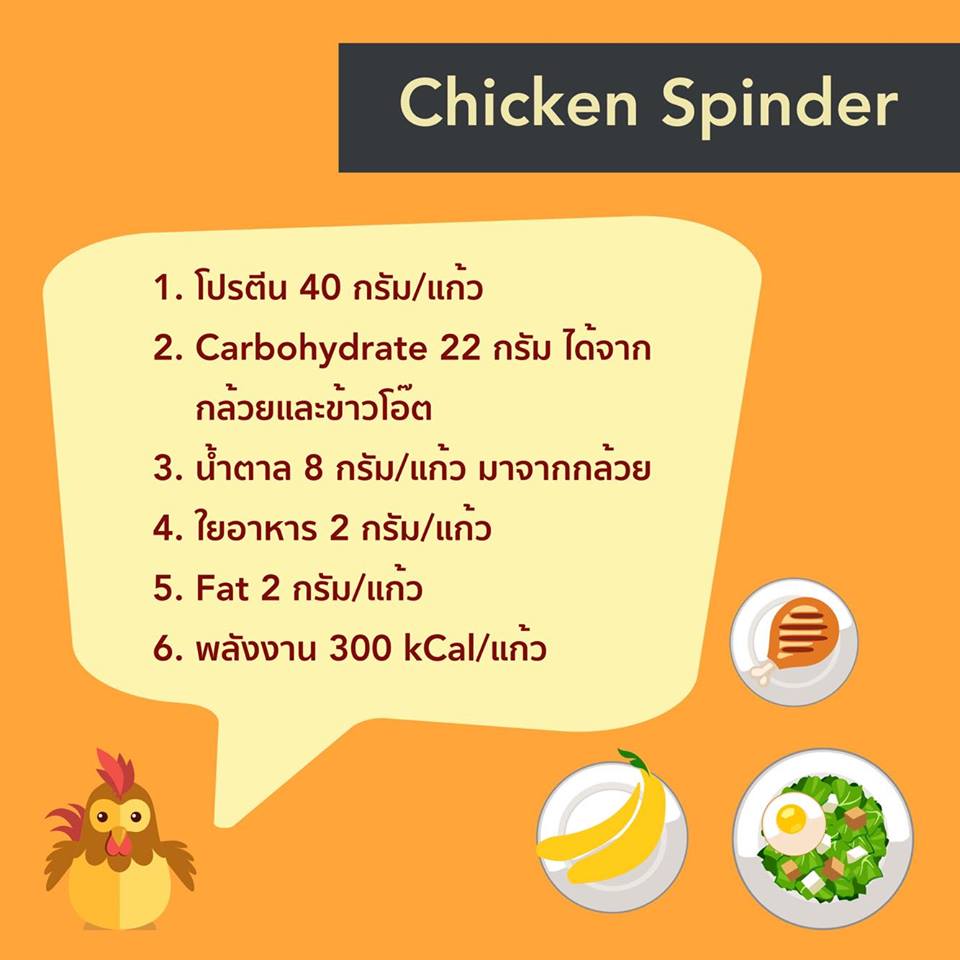 Chicken Spinder
1. โปรตีน 40 กรัม/แก้ว
2. Carbohydrate 22 กรัม ได้จาก
กล้วยและข้าวโอ๊ต
3. น้ำตาล 8 กรัม/แก้ว มาจากกล้วย
4. ใยอาหาร 2 กรัม/แก้ว
5. Fat 2 กรัม/แก้ว
6. พลังงาน 300 kCal/แก้ว